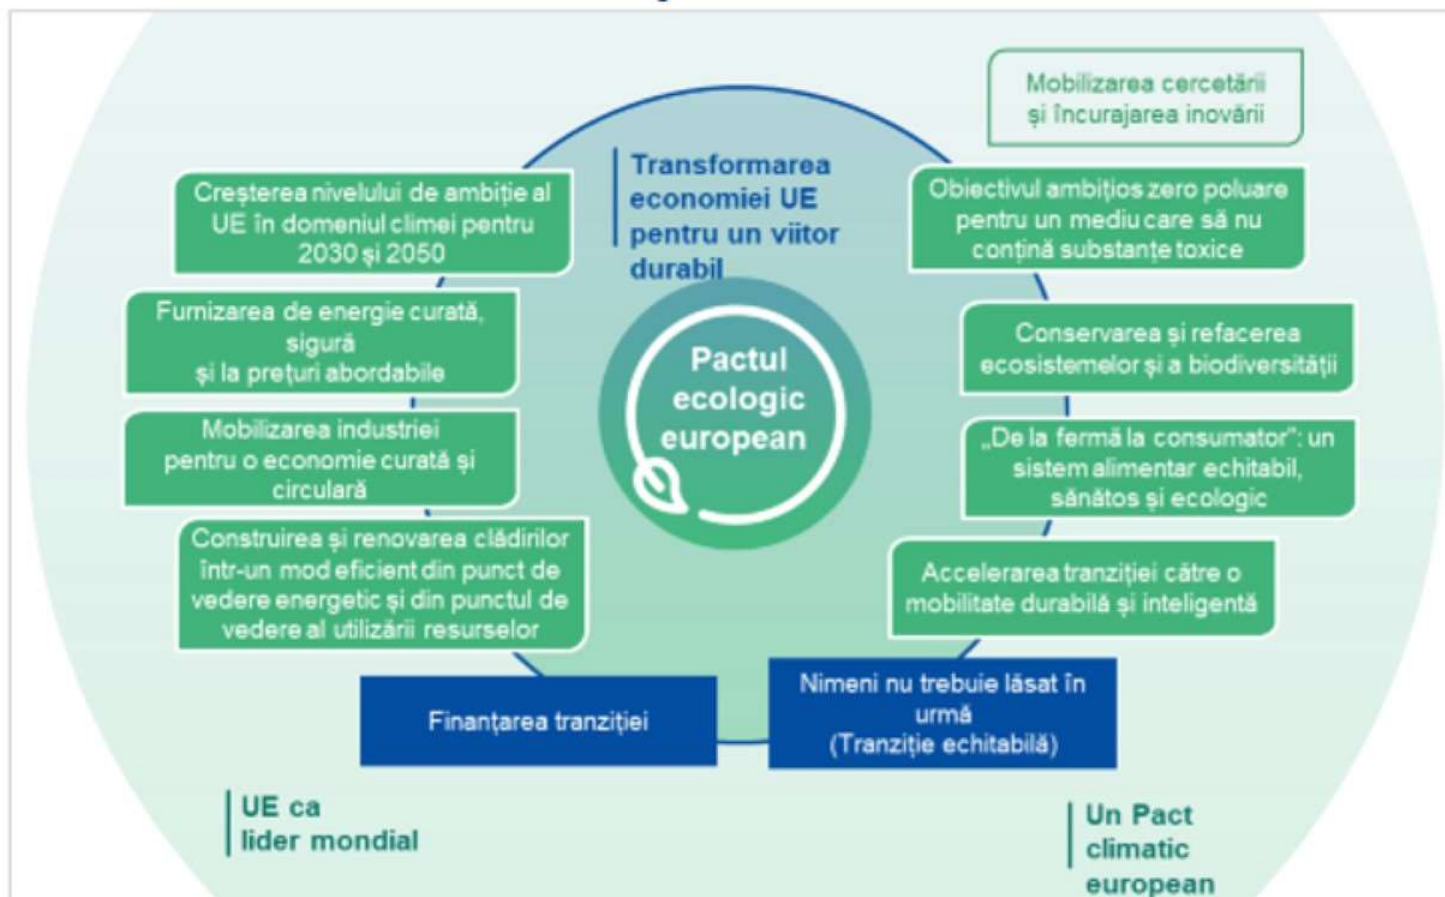 Mobilizarea cercetării
și încurajarea inovării
Transformarea
economiei UE
pentru un viitor
durabil
Creșterea nivelului de ambiție al
UE în domeniul climei pentru
2030 și 2050
Obiectivul ambițios zero poluare
pentru un mediu care să nu
conțină substanțe toxice
Furnizarea de energie curată,
sigură
și la prețuri abordabile
Conservarea și refacerea
ecosistemelor și a biodiversității
Pactul
ecologic
european
Mobilizarea industriei
pentru o economie curată și
circulară
„De la fermă la consumator”: un
sistem alimentar echitabil,
sănătos și ecologic
Construirea și renovarea clădirilor
într-un mod eficient din punct de
vedere energetic și din punctul de
vedere al utilizării resurselor
Accelerarea tranziției către o
mobilitate durabilă și inteligentă
Finanțarea tranziției
Nimeni nu trebuie lăsat în
urmă
(Tranziție echitabilă)
UE ca
lider mondial
Un Pact
climatic
european